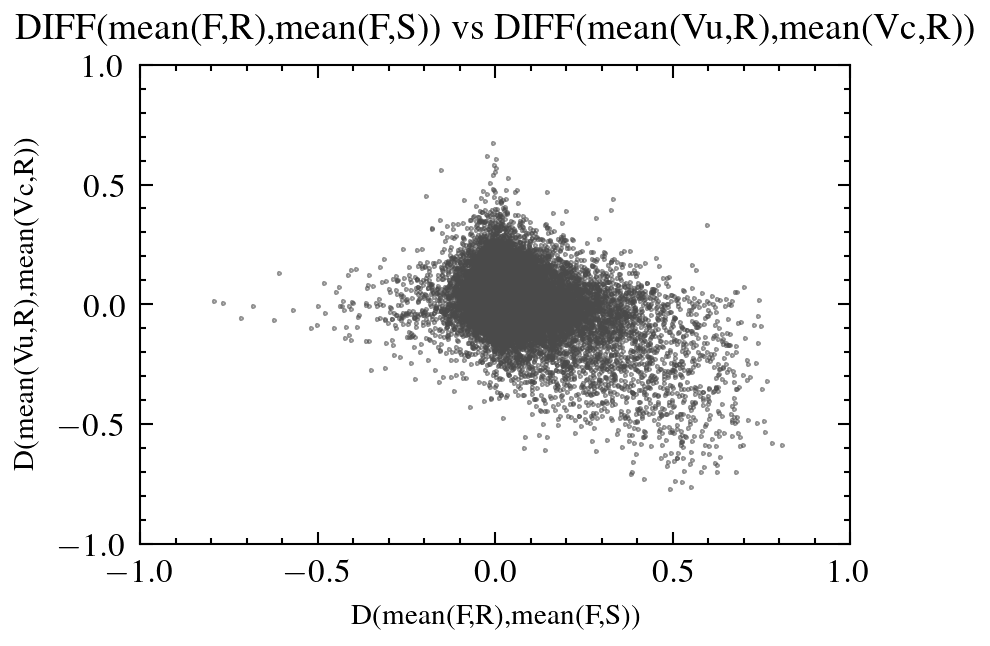 DIFF(mean(F,R),mean(F,S)) vs DIFF(mean(Vu,R),mean(Vc,R))
1.0
0.5
0.0
−0.5
−1.0
D(mean(Vu,R),mean(Vc,R))
−1.0 −0.5 0.0 0.5 1.0
D(mean(F,R),mean(F,S))